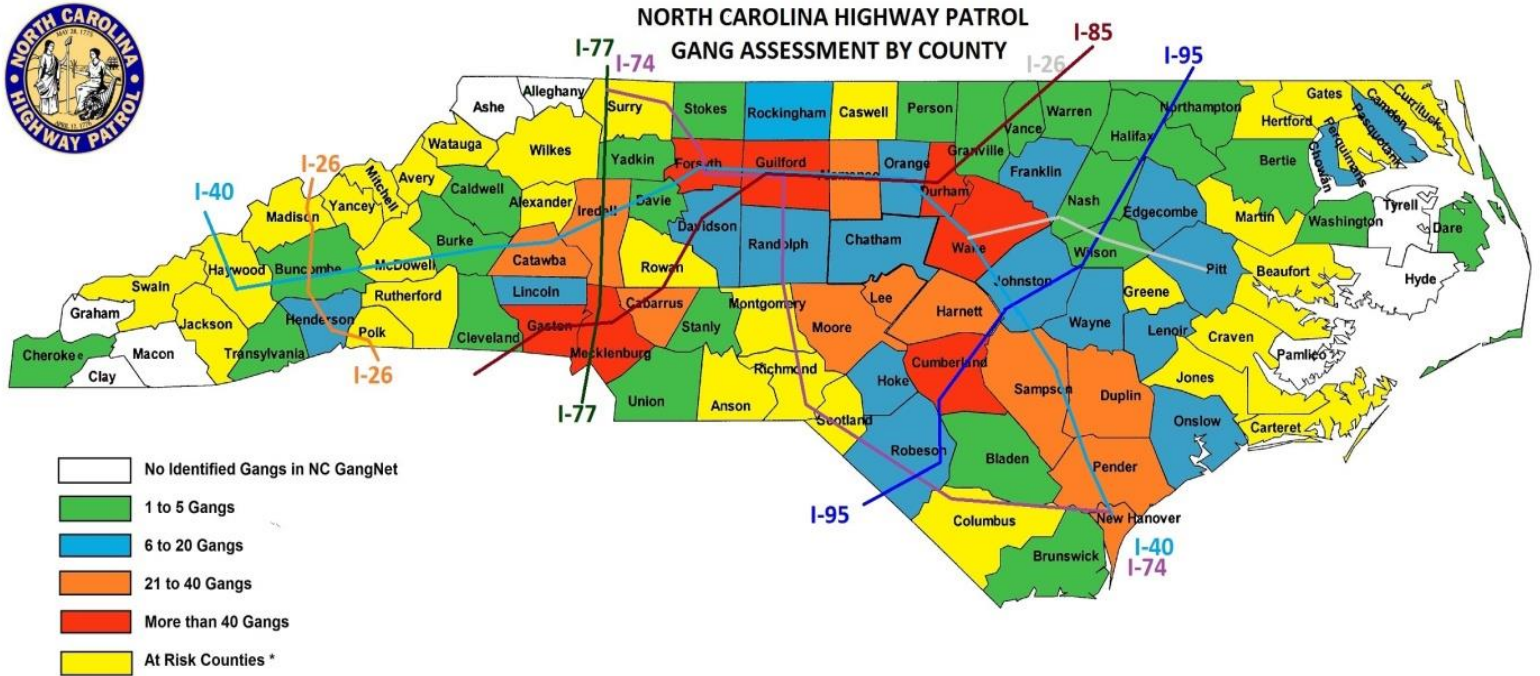 NORTH CAROLINA
MAY 20, 1775
APRIL 12, 1776
HIGHWAY PATROL
NORTH CAROLINA HIGHWAY PATROL
GANG ASSESSMENT BY COUNTY
I-77
I-74
I-26
I-85
I-95
Ashe
Alleghany
Surry
Stokes
Rockingham
Caswell
Person
Granville
Vance
Warren
Halifax
Northampton
Hertford
Gates
Camden
Currituck
Pasquotank
Perquimans
Chowan
Watauga
Wilkes
Yadkin
Forsyth
Guilford
Orange
Durham
Franklin
Nash
Edgecombe
Bertie
Martin
Washington
Tyrell
Dare
I-26
I-40
Madison
Yancey
Mitchell
Avery
Caldwell
Alexander
Iredell
Davie
Davidson
Randolph
Chatham
Wake
Wilson
Pitt
Beaufort
Hyde
Haywood
Buncombe
McDowell
Burke
Catawba
Rowan
Johnston
Greene
Swain
Graham
Jackson
Henderson
Polk
Rutherford
Cleveland
Lincoln
Gaston
Cabarrus
Stanly
Montgomery
Moore
Lee
Harnett
Wayne
Lenoir
Craven
Pamlico
Cherokee
Clay
Macon
Transylvania
I-26
Mecklenburg
I-77
Union
Anson
Richmond
Scotland
Hoke
Cumberland
Sampson
Duplin
Jones
Onslow
Carteret
Robeson
Bladen
Pender
I-95
Columbus
New Hanover
Brunswick
I-40
I-74
No Identified Gangs in NC GangNet
1 to 5 Gangs
6 to 20 Gangs
21 to 40 Gangs
More than 40 Gangs
At Risk Counties *